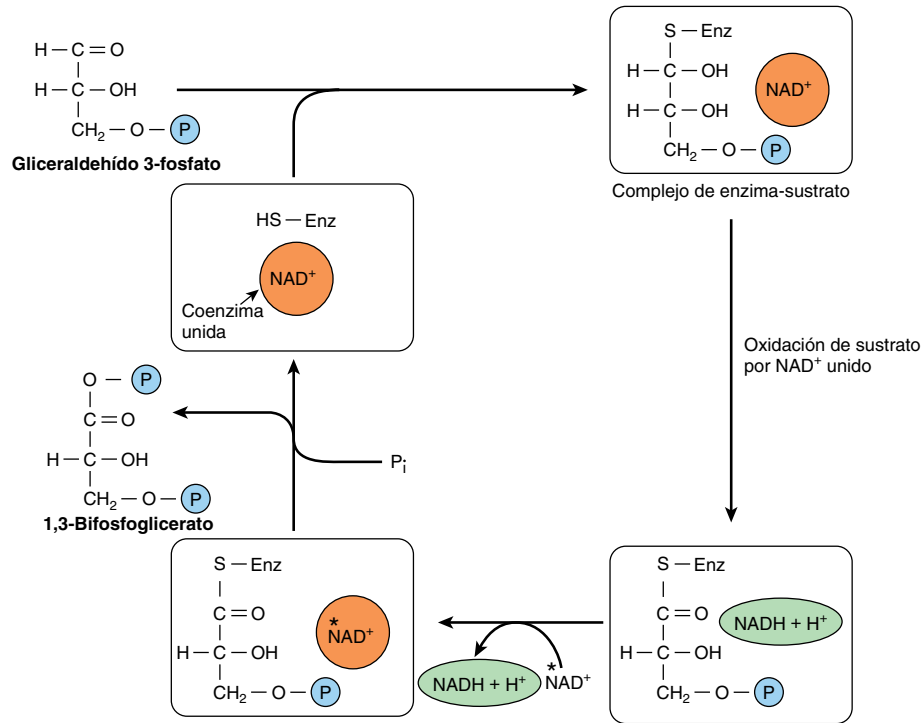 H—C=O
H—C—OH
CH₂—O—P
Gliceraldehído 3-fosfato
S—Enz
H—C—OH
H—C—OH
CH₂—O—P
NAD⁺
Complejo de enzima-sustrato
HS—Enz
NAD⁺
Coenzima
unida
Oxidación de sustrato
por NAD⁺ unido
O—P
C=O
H—C—OH
CH₂—O—P
1,3-Bifosfoglicerato
Pi
S—Enz
C=O
H—C—OH
CH₂—O—P
*NAD⁺
NADH + H⁺
*NAD⁺
S—Enz
C=O
H—C—OH
CH₂—O—P
NADH + H⁺